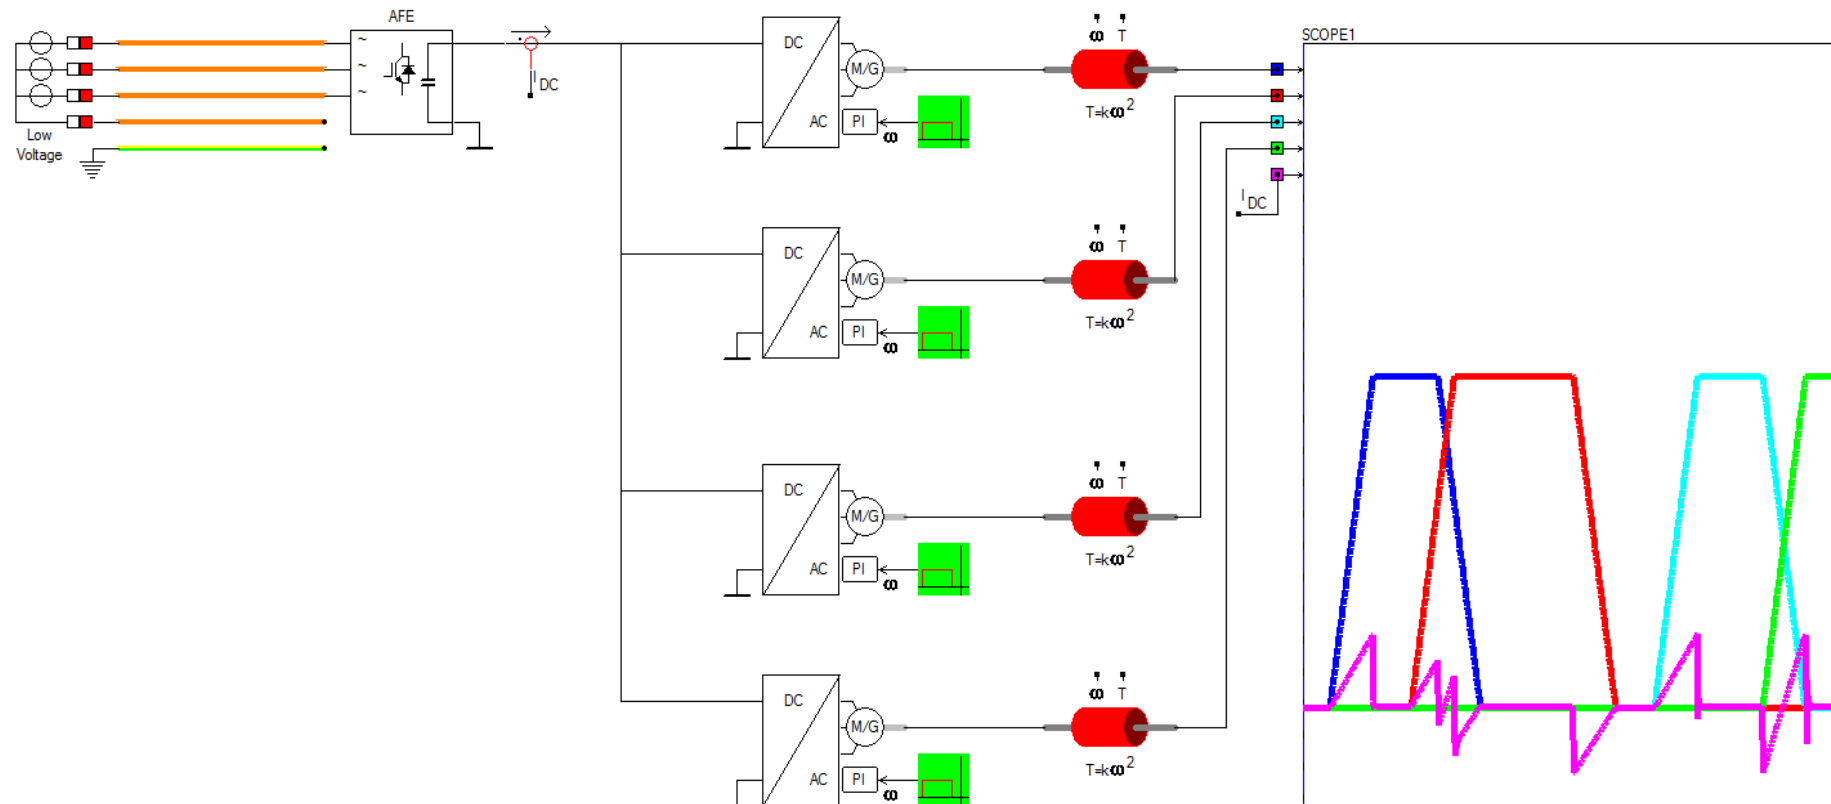 AFE
~
~
~
I DC
Low
Voltage
DC
AC
M/G
PI
ω
ω T
T=kω²
DC
AC
M/G
PI
ω
ω T
T=kω²
DC
AC
M/G
PI
ω
ω T
T=kω²
DC
AC
M/G
PI
ω
ω T
T=kω²
SCOPE1
I DC